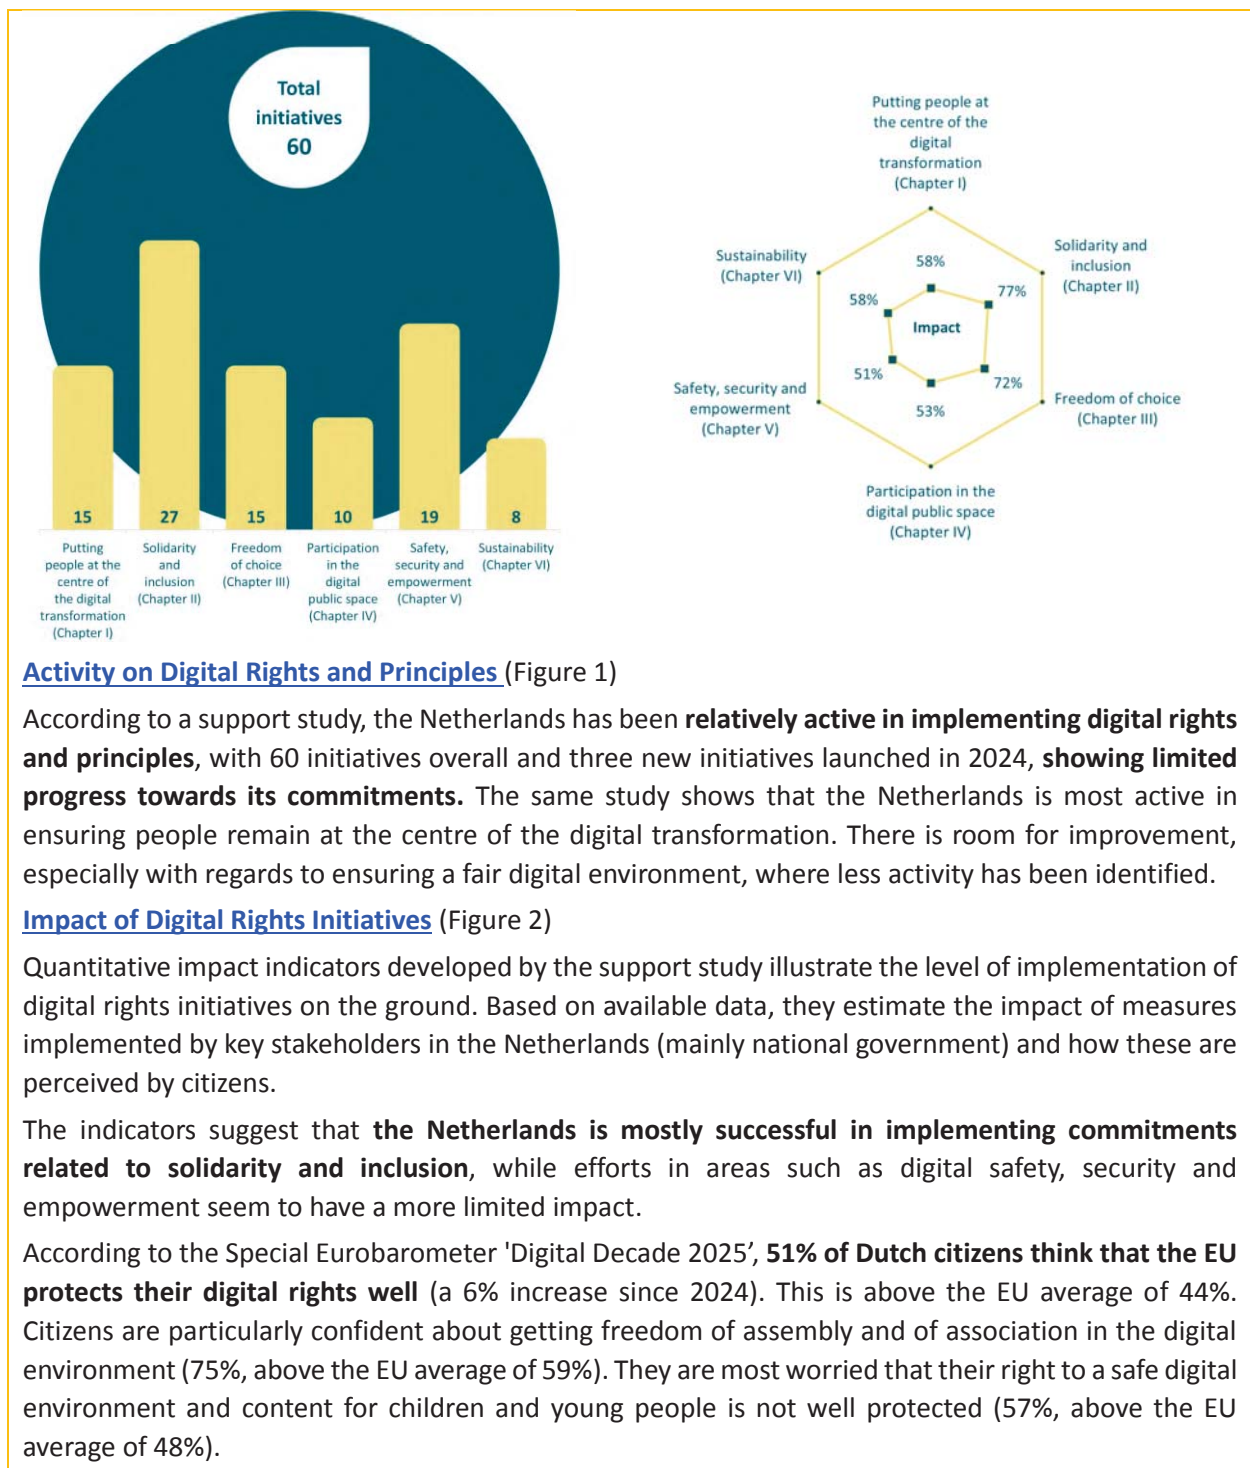 Total
initiatives
60
15
27
15
10
19
8
Putting
people at the
centre of
the digital
transformation
(Chapter I)
Solidarity
and
inclusion
(Chapter II)
Freedom
of choice
(Chapter III)
Participation
in the
digital
public space
(Chapter IV)
Safety,
security and
empowerment
(Chapter V)
Sustainability
(Chapter VI)
Putting people at
the centre of the
digital
transformation
(Chapter I)
Solidarity and
inclusion
(Chapter II)
Freedom of choice
(Chapter III)
Participation in the
digital public space
(Chapter IV)
Safety, security and
empowerment
(Chapter V)
Sustainability
(Chapter VI)
58%
77%
72%
53%
51%
58%
Impact
Activity on Digital Rights and Principles (Figure 1)
According to a support study, the Netherlands has been relatively active in implementing digital rights
and principles, with 60 initiatives overall and three new initiatives launched in 2024, showing limited
progress towards its commitments. The same study shows that the Netherlands is most active in
ensuring people remain at the centre of the digital transformation. There is room for improvement,
especially with regards to ensuring a fair digital environment, where less activity has been identified.
Impact of Digital Rights Initiatives (Figure 2)
Quantitative impact indicators developed by the support study illustrate the level of implementation of
digital rights initiatives on the ground. Based on available data, they estimate the impact of measures
implemented by key stakeholders in the Netherlands (mainly national government) and how these are
perceived by citizens.
The indicators suggest that the Netherlands is mostly successful in implementing commitments
related to solidarity and inclusion, while efforts in areas such as digital safety, security and
empowerment seem to have a more limited impact.
According to the Special Eurobarometer 'Digital Decade 2025’, 51% of Dutch citizens think that the EU
protects their digital rights well (a 6% increase since 2024). This is above the EU average of 44%.
Citizens are particularly confident about getting freedom of assembly and of association in the digital
environment (75%, above the EU average of 59%). They are most worried that their right to a safe digital
environment and content for children and young people is not well protected (57%, above the EU
average of 48%).